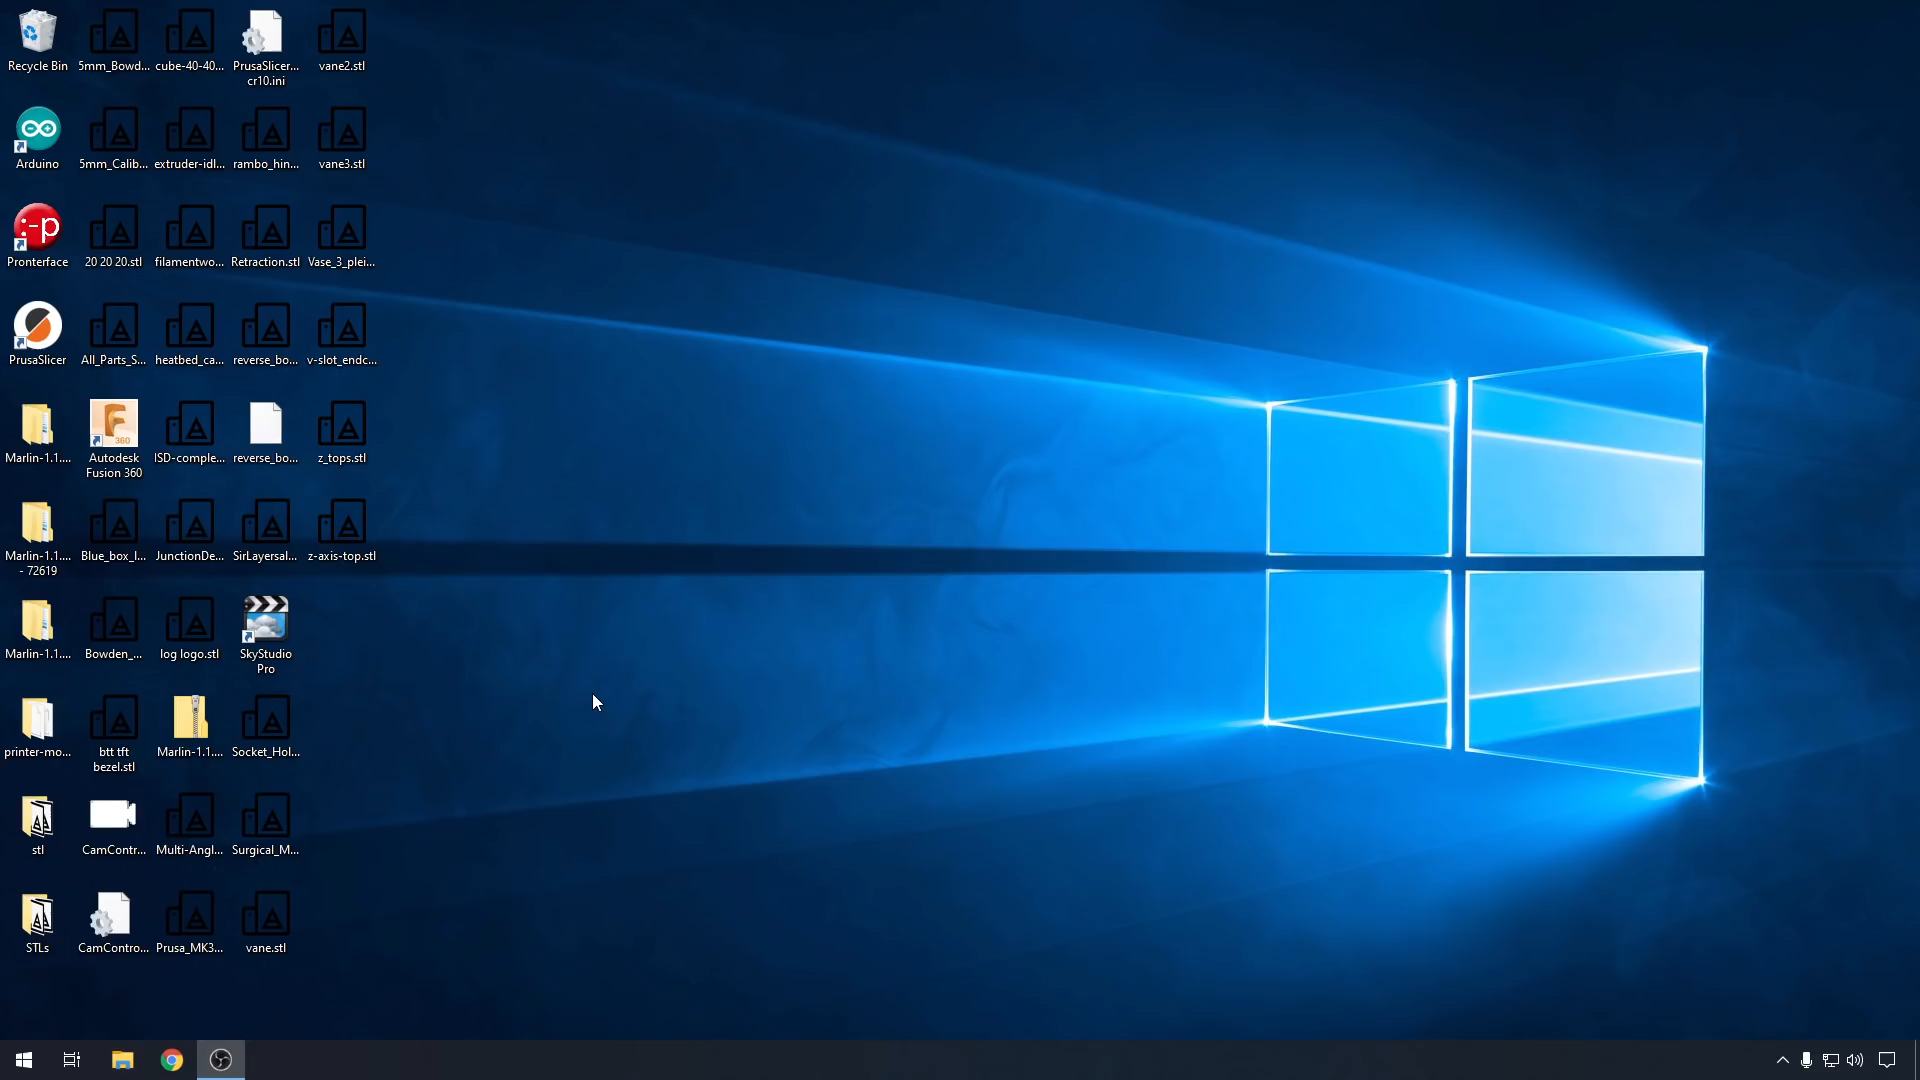 Recycle Bin
5mm_Bowd...
cube-40-40...
PrusaSlicer...
cr10.ini
vane2.stl
Arduino
5mm_Calib...
extruder-idl...
rambo_hin...
vane3.stl
:-p
Pronterface
20 20 20.stl
filamentwo...
Retraction.stl
Vase_3_plei...
PrusaSlicer
All_Parts_S...
heatbed_ca...
reverse_bo...
v-slot_endc...
Marlin-1.1....
F
360
Autodesk
Fusion 360
ISD-comple...
reverse_bo...
z_tops.stl
Marlin-1.1....
- 72619
Blue_box_l...
JunctionDe...
SirLayersal...
z-axis-top.stl
Marlin-1.1....
Bowden_...
log logo.stl
SkyStudio
Pro
printer-mo...
btt tft
bezel.stl
Marlin-1.1....
Socket_Hol...
stl
CamContr...
Multi-Angl...
Surgical_M...
STLs
CamContro...
Prusa_MK3...
vane.stl